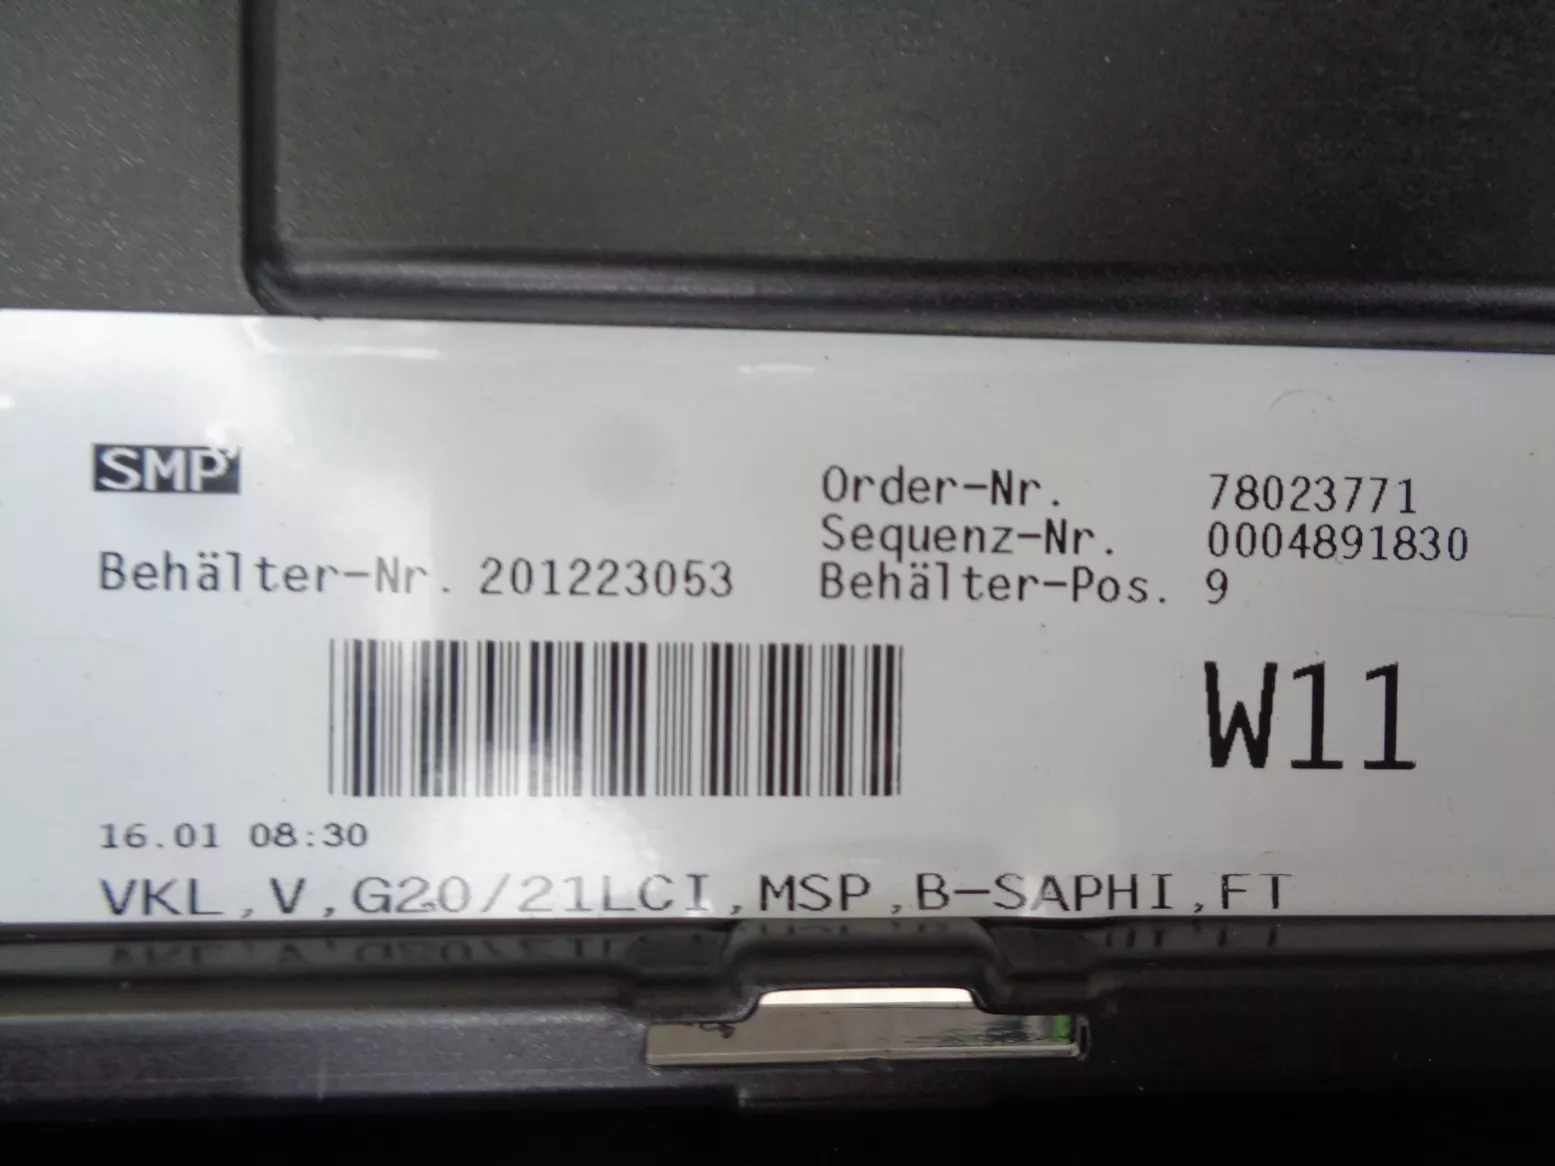 SMP
Order-Nr. 78023771
Sequenz-Nr. 0004891830
Behälter-Nr. 201223053
Behälter-Pos. 9
W11
16.01 08:30
VKL,V,G20/21LCI,MSP,B-SAPHI,FT